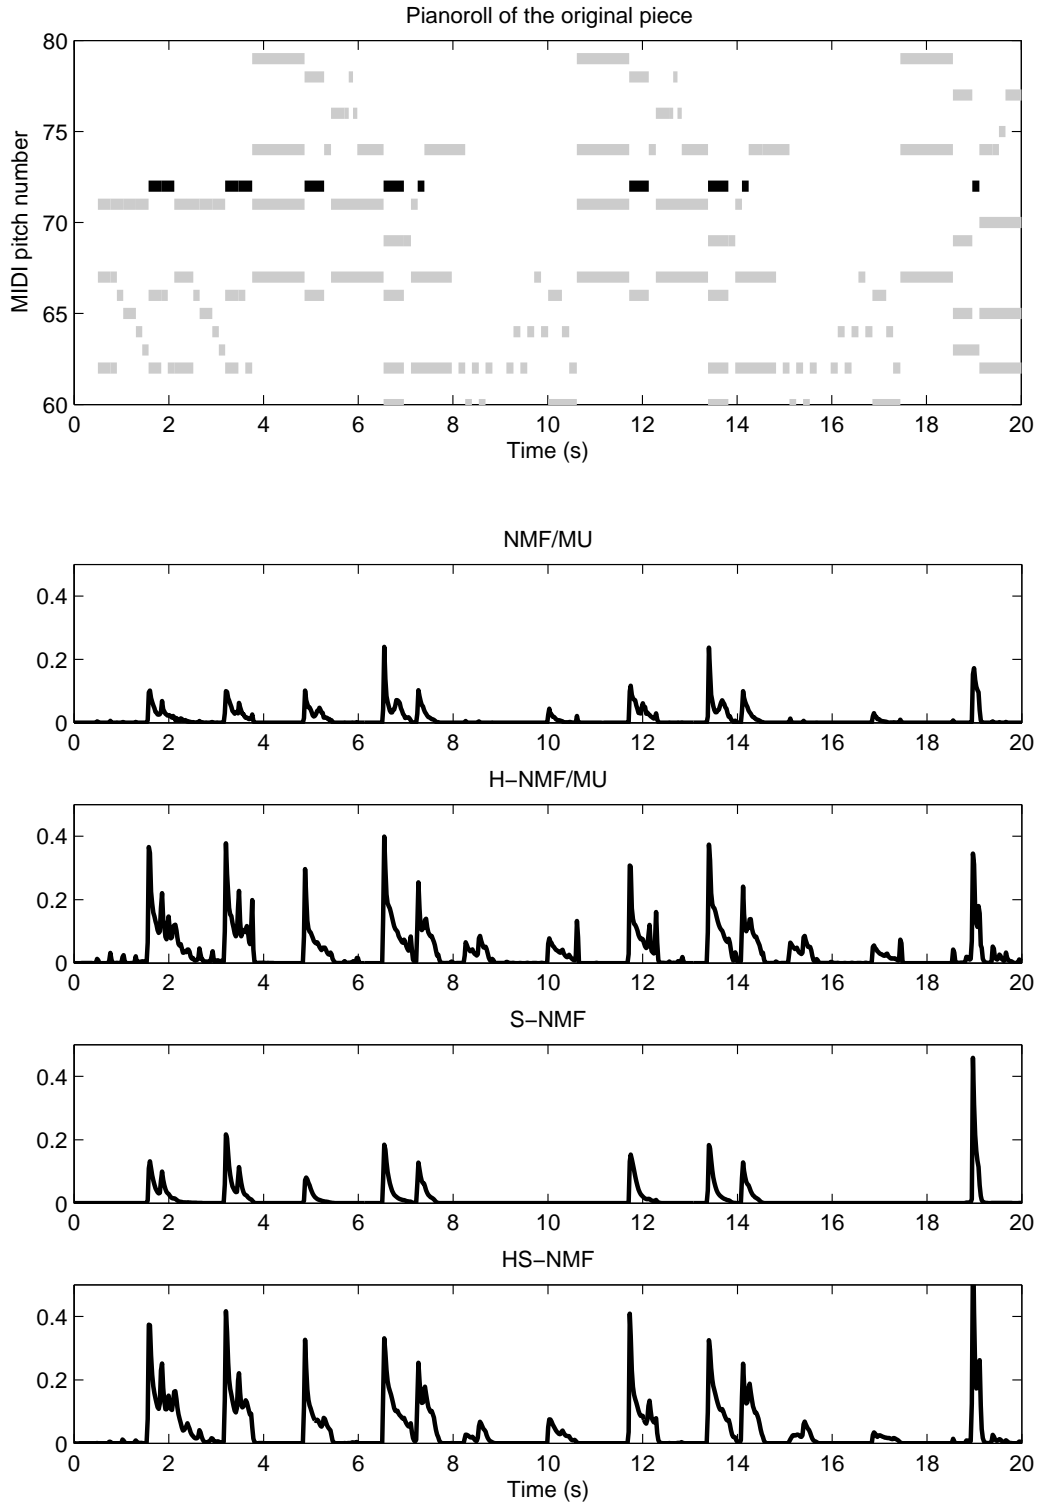 Pianoroll of the original piece
MIDI pitch number
80
75
70
65
60
0 2 4 6 8 10 12 14 16 18 20
Time (s)
NMF/MU
0.4
0.2
0
0 2 4 6 8 10 12 14 16 18 20
H−NMF/MU
0.4
0.2
0
0 2 4 6 8 10 12 14 16 18 20
S−NMF
0.4
0.2
0
0 2 4 6 8 10 12 14 16 18 20
HS−NMF
0.4
0.2
0
0 2 4 6 8 10 12 14 16 18 20
Time (s)